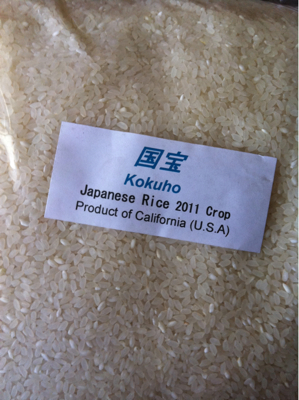 国宝
Kokuho
Japanese Rice 2011 Crop
Product of California (U.S.A)